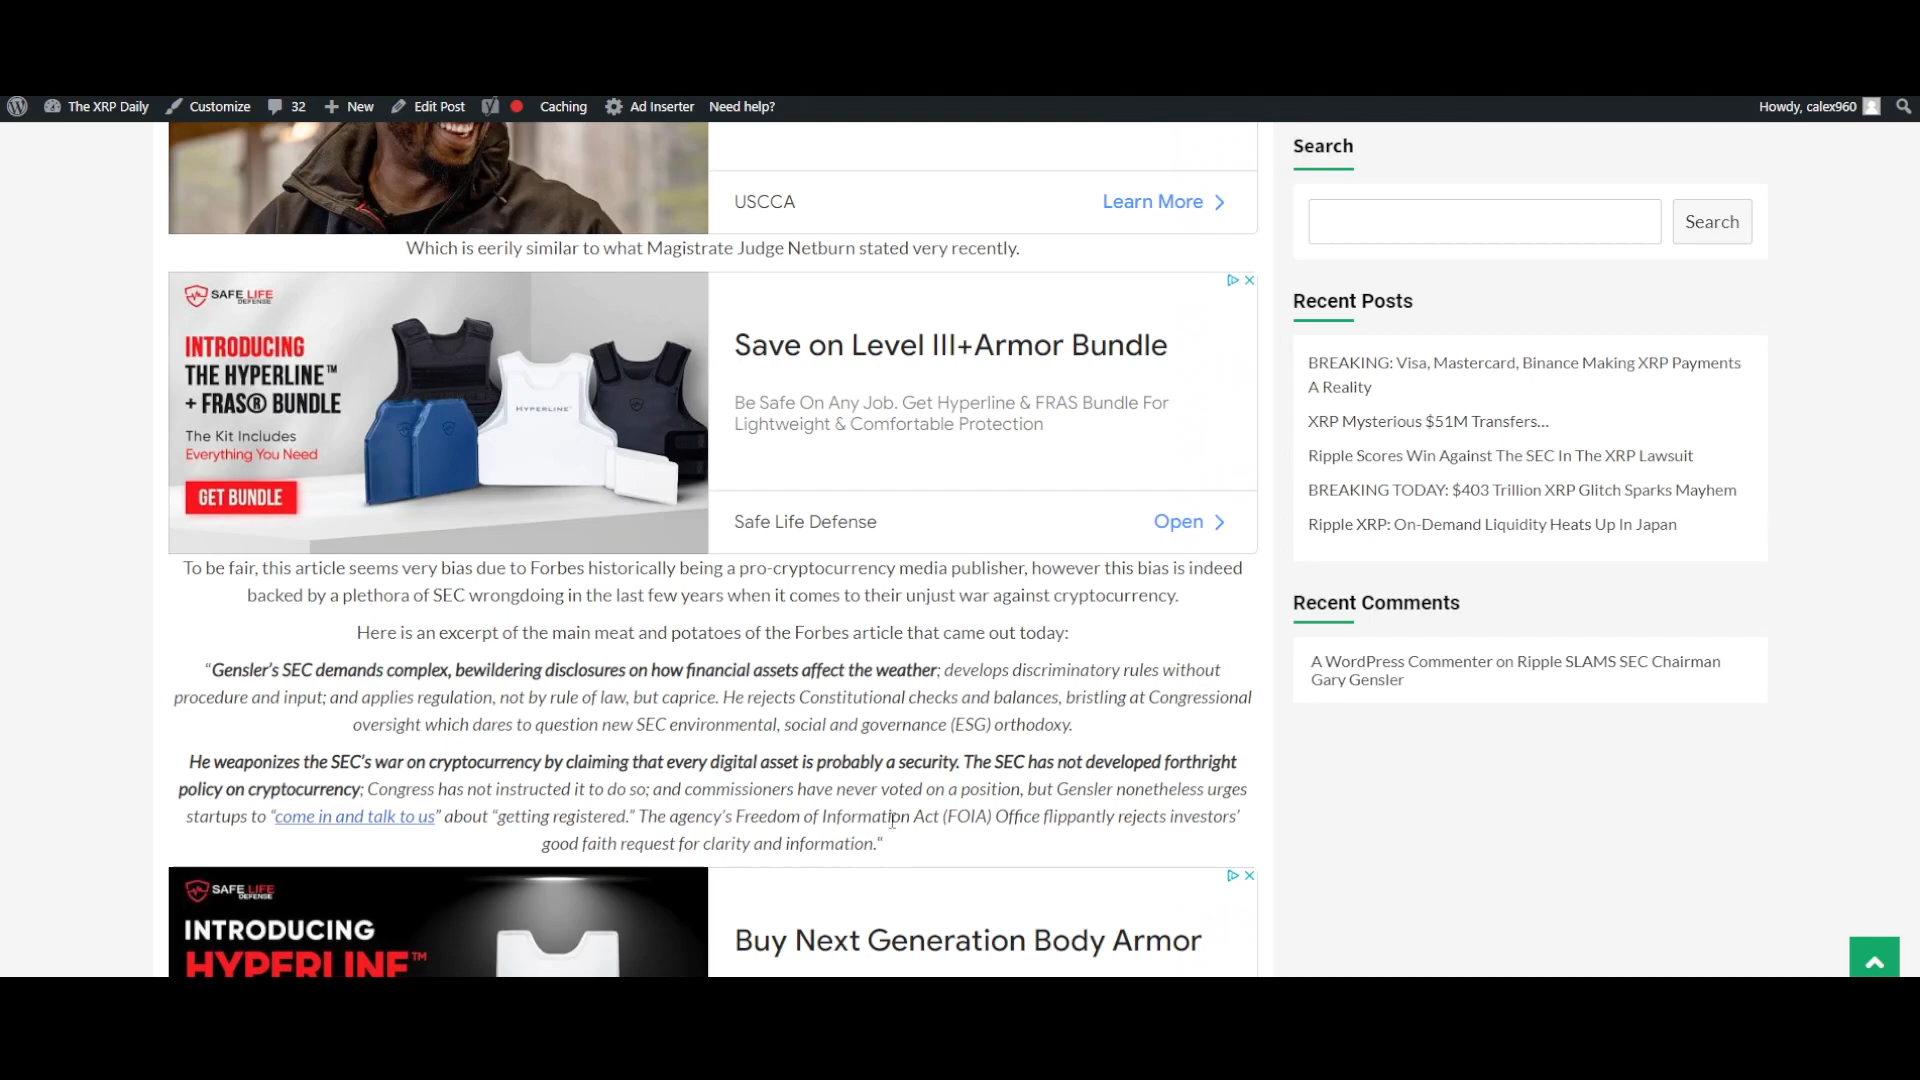 The XRP Daily
Customize
32
New
Edit Post
Caching
Ad Inserter
Need help?
Howdy, calex960
USCCA
Learn More
Which is eerily similar to what Magistrate Judge Netburn stated very recently.
SAFE LIFE
DEFENSE
INTRODUCING
THE HYPERLINE™
+ FRAS® BUNDLE
The Kit Includes
Everything You Need
GET BUNDLE
HYPERLINE™
Save on Level III+Armor Bundle
Be Safe On Any Job. Get Hyperline & FRAS Bundle For
Lightweight & Comfortable Protection
Safe Life Defense
Open
To be fair, this article seems very bias due to Forbes historically being a pro-cryptocurrency media publisher, however this bias is indeed
backed by a plethora of SEC wrongdoing in the last few years when it comes to their unjust war against cryptocurrency.
Here is an excerpt of the main meat and potatoes of the Forbes article that came out today:
“Gensler’s SEC demands complex, bewildering disclosures on how financial assets affect the weather; develops discriminatory rules without
procedure and input; and applies regulation, not by rule of law, but caprice. He rejects Constitutional checks and balances, bristling at Congressional
oversight which dares to question new SEC environmental, social and governance (ESG) orthodoxy.
He weaponizes the SEC’s war on cryptocurrency by claiming that every digital asset is probably a security. The SEC has not developed forthright
policy on cryptocurrency; Congress has not instructed it to do so; and commissioners have never voted on a position, but Gensler nonetheless urges
startups to “come in and talk to us” about “getting registered.” The agency’s Freedom of Information Act (FOIA) Office flippantly rejects investors’
good faith request for clarity and information.“
SAFE LIFE
DEFENSE
INTRODUCING
HYPERLINE™
Buy Next Generation Body Armor
Search
Search
Recent Posts
BREAKING: Visa, Mastercard, Binance Making XRP Payments
A Reality
XRP Mysterious $51M Transfers…
Ripple Scores Win Against The SEC In The XRP Lawsuit
BREAKING TODAY: $403 Trillion XRP Glitch Sparks Mayhem
Ripple XRP: On-Demand Liquidity Heats Up In Japan
Recent Comments
A WordPress Commenter on Ripple SLAMS SEC Chairman
Gary Gensler